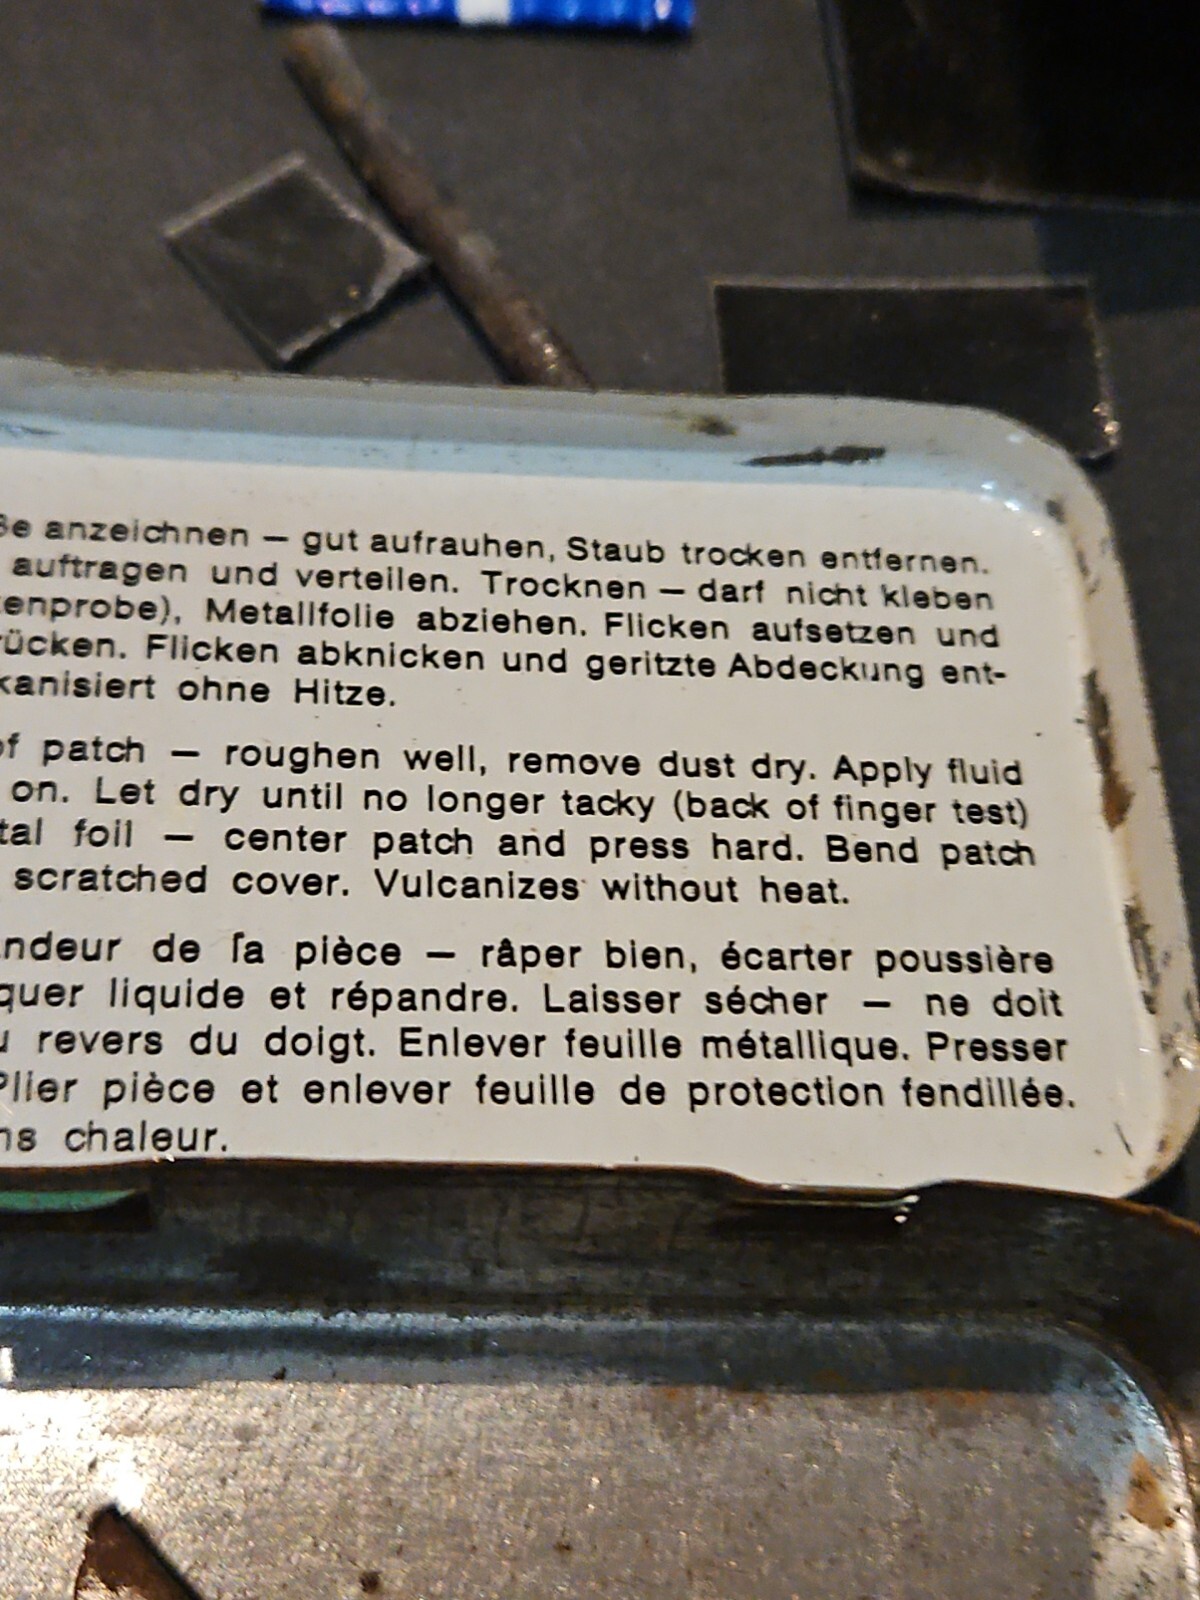 ße anzeichnen — gut aufrauhen, Staub trocken entfernen.
auftragen und verteilen. Trocknen — darf nicht kleben
enprobe), Metallfolie abziehen. Flicken aufsetzen und
rücken. Flicken abknicken und geritzte Abdeckung ent-
kanisiert ohne Hitze.
of patch — roughen well, remove dust dry. Apply fluid
on. Let dry until no longer tacky (back of finger test)
tal foil — center patch and press hard. Bend patch
scratched cover. Vulcanizes without heat.
ndeur de la pièce — râper bien, écarter poussière
quer liquide et répandre. Laisser sécher — ne doit
u revers du doigt. Enlever feuille métallique. Presser
Plier pièce et enlever feuille de protection fendillée.
ns chaleur.